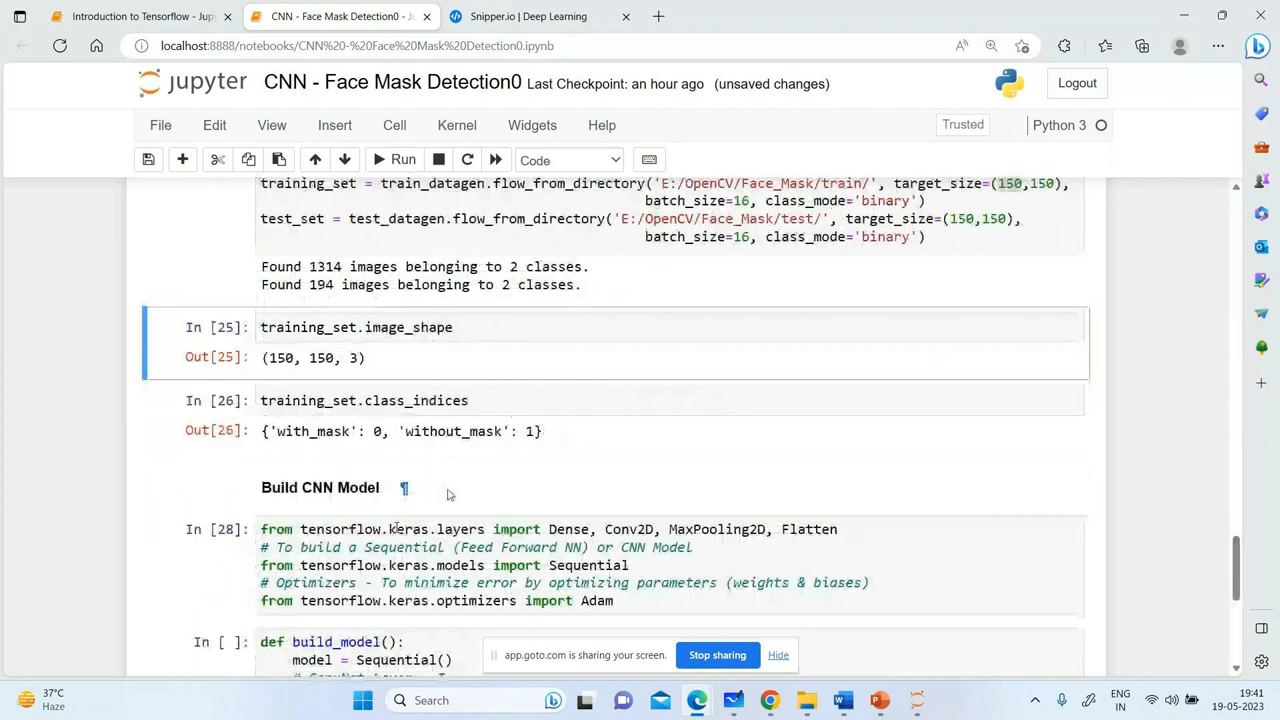 Introduction to Tensorflow - Jup
CNN - Face Mask Detection0 - J
Snipper.io | Deep Learning
localhost:8888/notebooks/CNN%20-%20Face%20Mask%20Detection0.ipynb
jupyter CNN - Face Mask Detection0 Last Checkpoint: an hour ago (unsaved changes)
Logout
File Edit View Insert Cell Kernel Widgets Help
Trusted
Python 3
Run
Code
training_set = train_datagen.flow_from_directory('E:/OpenCV/Face_Mask/train/', target_size=(150,150),
batch_size=16, class_mode='binary')
test_set = test_datagen.flow_from_directory('E:/OpenCV/Face_Mask/test/', target_size=(150,150),
batch_size=16, class_mode='binary')
Found 1314 images belonging to 2 classes.
Found 194 images belonging to 2 classes.
In [25]: training_set.image_shape
Out[25]: (150, 150, 3)
In [26]: training_set.class_indices
Out[26]: {'with_mask': 0, 'without_mask': 1}
Build CNN Model ¶
In [28]: from tensorflow.keras.layers import Dense, Conv2D, MaxPooling2D, Flatten
# To build a Sequential (Feed Forward NN) or CNN Model
from tensorflow.keras.models import Sequential
# Optimizers - To minimize error by optimizing parameters (weights & biases)
from tensorflow.keras.optimizers import Adam
In [ ]: def build_model():
model = Sequential()
app.goto.com is sharing your screen.
Stop sharing
Hide
37°C
Haze
Search
ENG
IN
19:41
19-05-2023